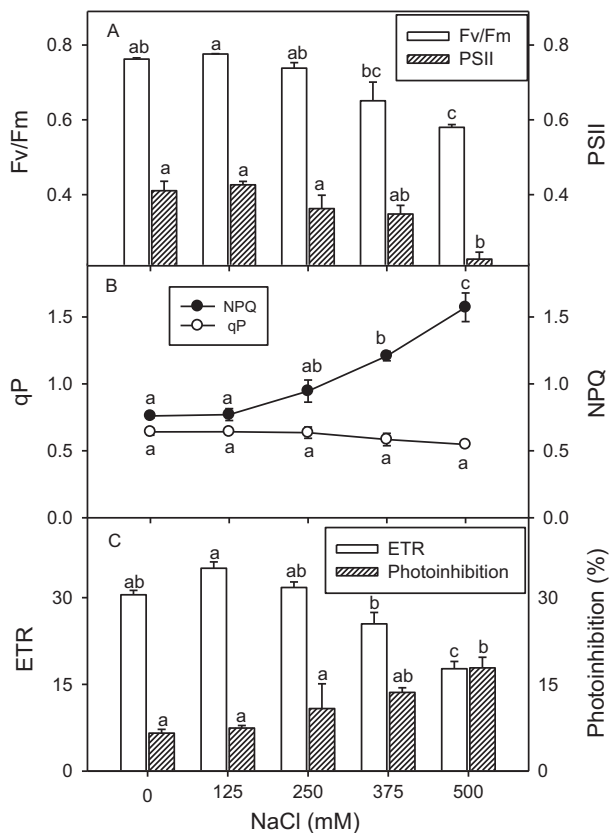 A
ab a ab bc c
a a a ab b
Fv/Fm
PSII
0.8 0.8
0.6 0.6
0.4 0.4
Fv/Fm
PSII
B
NPQ
qP
a a ab b c
a a a a a
1.5 1.5
1.0 1.0
0.5 0.5
0.0 0.0
qP
NPQ
C
ETR
Photoinhibition
ab a ab b c b
a a a ab
30 30
15 15
0 0
ETR
Photoinhibition (%)
0 125 250 375 500
NaCl (mM)